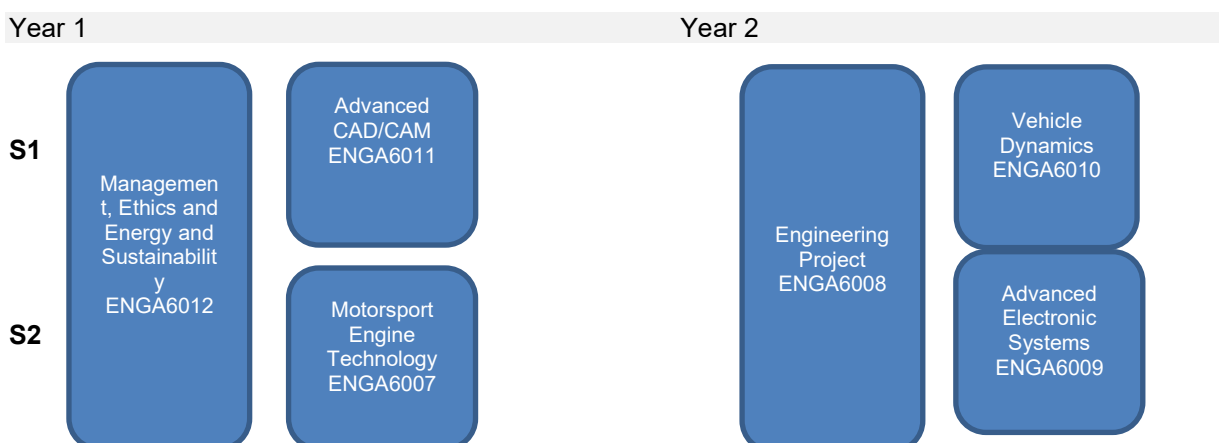 Year 1
Year 2
S1
S2
Managemen
t, Ethics and
Energy and
Sustainabilit
y
ENGA6012
Advanced
CAD/CAM
ENGA6011
Motorsport
Engine
Technology
ENGA6007
Engineering
Project
ENGA6008
Vehicle
Dynamics
ENGA6010
Advanced
Electronic
Systems
ENGA6009